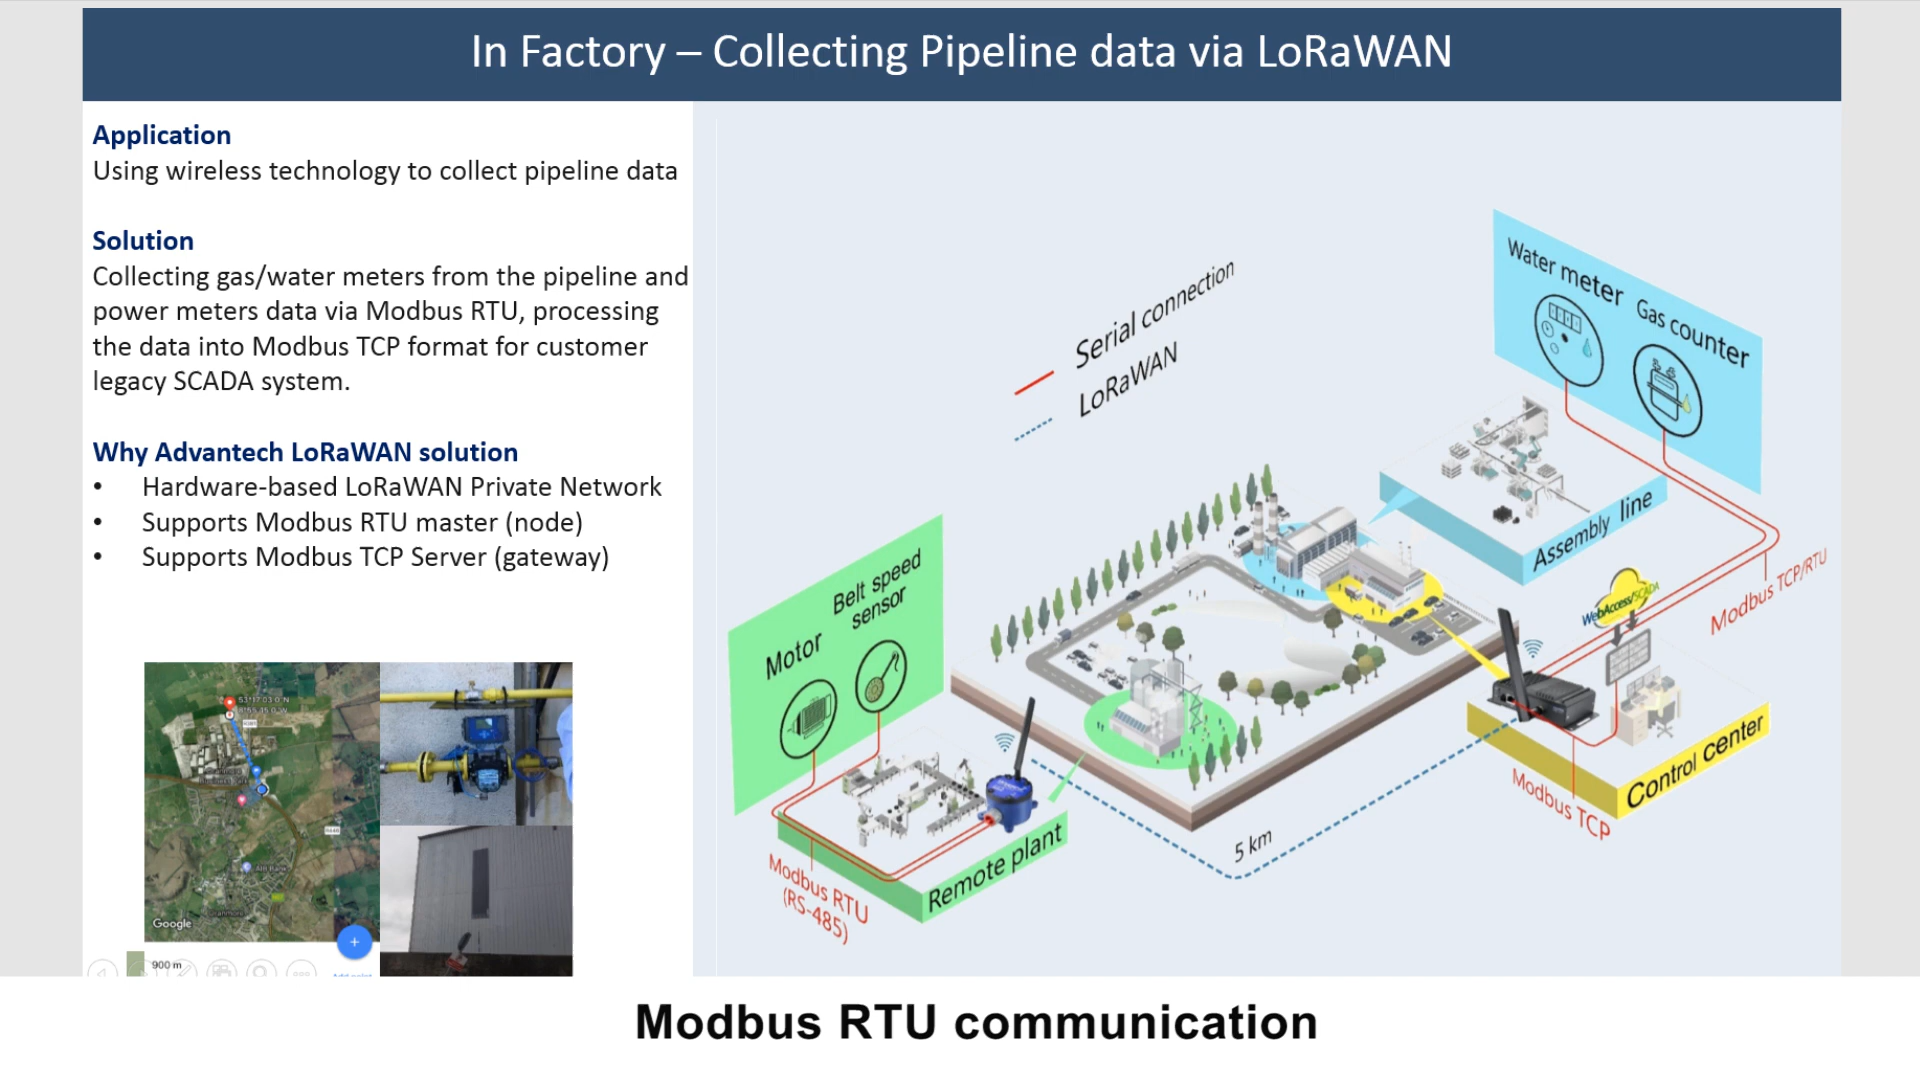 In Factory – Collecting Pipeline data via LoRaWAN
Application
Using wireless technology to collect pipeline data
Solution
Collecting gas/water meters from the pipeline and
power meters data via Modbus RTU, processing
the data into Modbus TCP format for customer
legacy SCADA system.
Why Advantech LoRaWAN solution
• Hardware-based LoRaWAN Private Network
• Supports Modbus RTU master (node)
• Supports Modbus TCP Server (gateway)
Google
900 m
Serial connection
LoRaWAN
Water meter
Gas counter
Assembly line
Modbus TCP/RTU
WebAccess/SCADA
Belt speed
sensor
Motor
Control center
Modbus TCP
5 km
Remote plant
Modbus RTU
(RS-485)
Modbus RTU communication